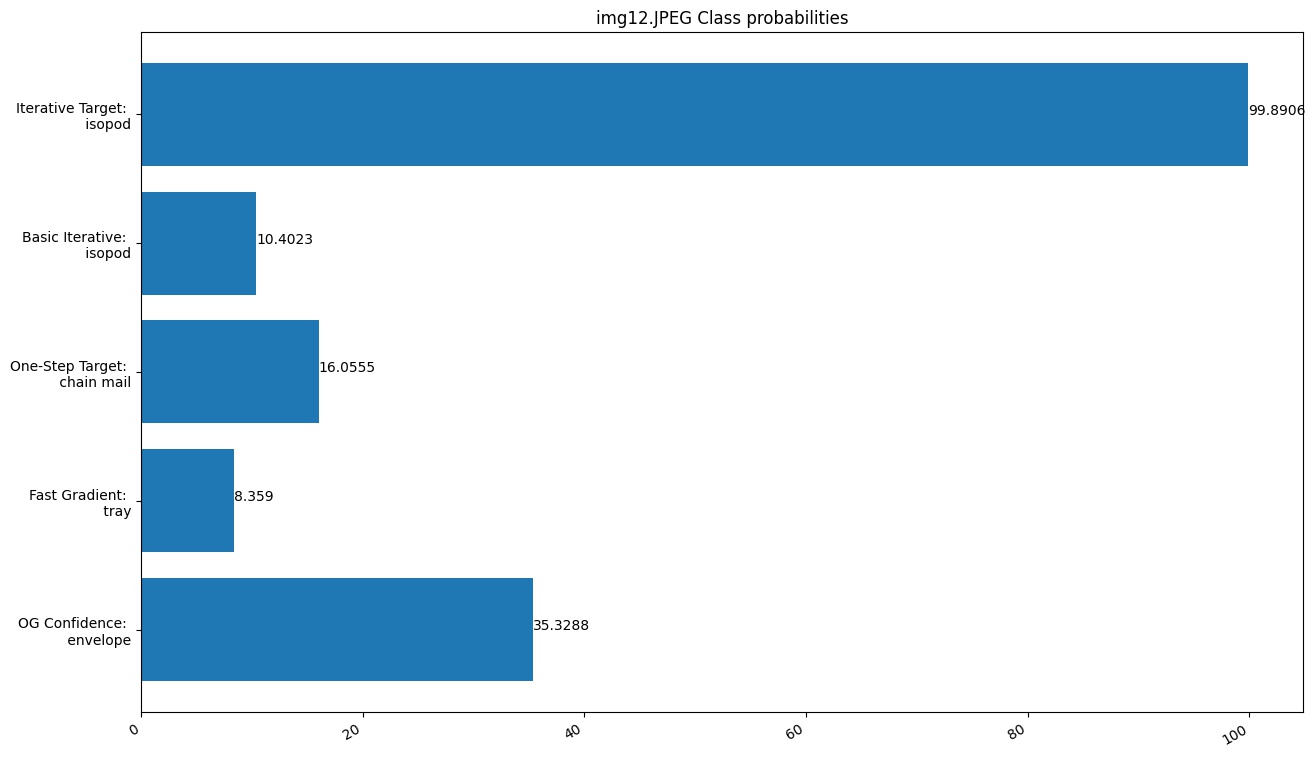 img12.JPEG Class probabilities
Iterative Target:
isopod
99.8906
Basic Iterative:
isopod
10.4023
One-Step Target:
chain mail
16.0555
Fast Gradient:
tray
8.359
OG Confidence:
envelope
35.3288
0 20 40 60 80 100